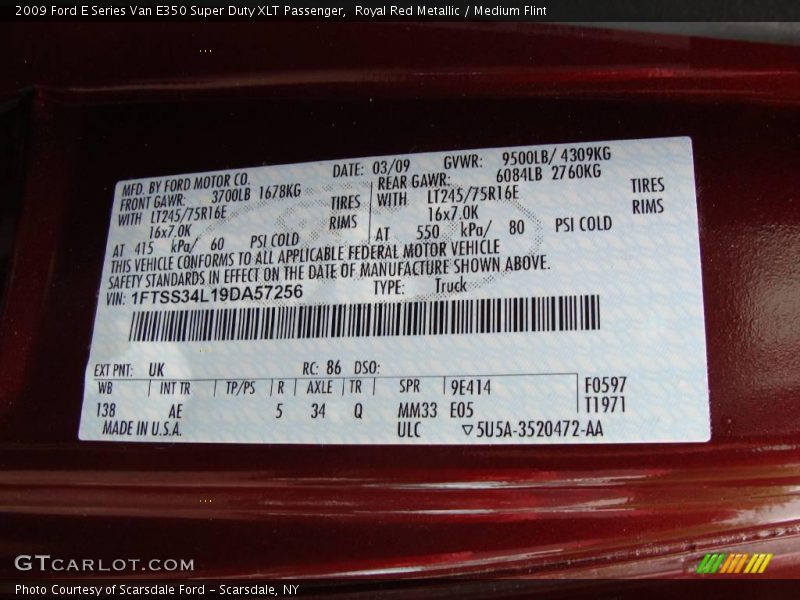 2009 Ford E Series Van E350 Super Duty XLT Passenger,  Royal Red Metallic / Medium Flint
MFD. BY FORD MOTOR CO. DATE: 03/09 GVWR: 9500LB/ 4309KG
FRONT GAWR: 3700LB 1678KG REAR GAWR: 6084LB 2760KG
WITH LT245/75R16E TIRES WITH LT245/75R16E TIRES
16x7.0K RIMS 16x7.0K RIMS
AT 415 kPa/ 60 PSI COLD AT 550 kPa/ 80 PSI COLD
THIS VEHICLE CONFORMS TO ALL APPLICABLE FEDERAL MOTOR VEHICLE
SAFETY STANDARDS IN EFFECT ON THE DATE OF MANUFACTURE SHOWN ABOVE.
VIN: 1FTSS34L19DA57256 TYPE: Truck
EXT PNT: UK RC: 86 DSO:
WB INT TR TP/PS R AXLE TR SPR 9E414 F0597
138 AE 5 34 Q MM33 E05 T1971
MADE IN U.S.A. ULC ▽5U5A-3520472-AA
GTCARLOT.COM
Photo Courtesy of Scarsdale Ford - Scarsdale, NY